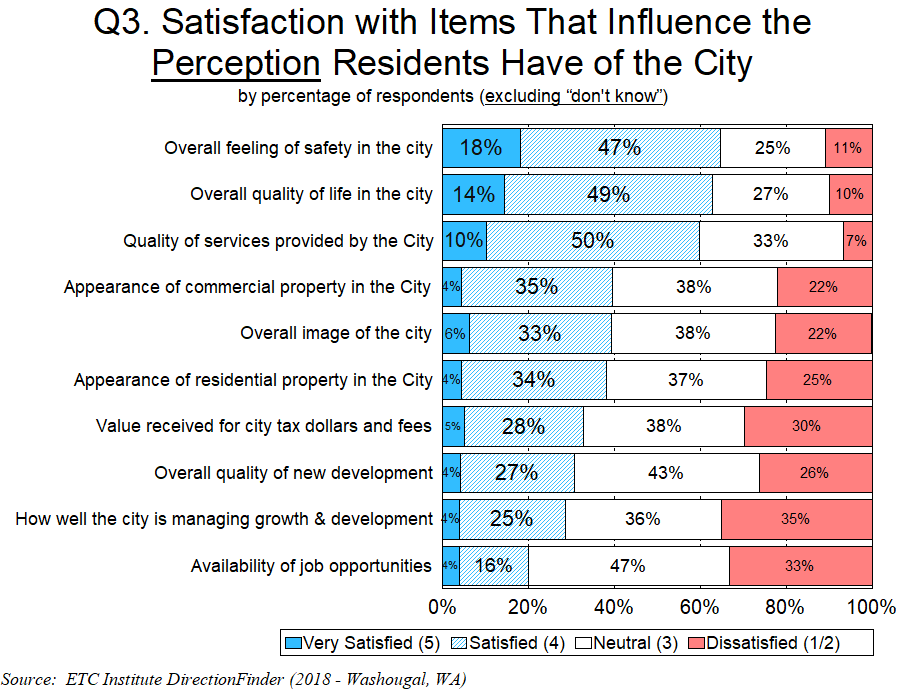 Q3. Satisfaction with Items That Influence the
Perception Residents Have of the City
by percentage of respondents (excluding “don't know”)
Overall feeling of safety in the city 18% 47% 25% 11%
Overall quality of life in the city 14% 49% 27% 10%
Quality of services provided by the City 10% 50% 33% 7%
Appearance of commercial property in the City 4% 35% 38% 22%
Overall image of the city 6% 33% 38% 22%
Appearance of residential property in the City 4% 34% 37% 25%
Value received for city tax dollars and fees 5% 28% 38% 30%
Overall quality of new development 4% 27% 43% 26%
How well the city is managing growth & development 4% 25% 36% 35%
Availability of job opportunities 4% 16% 47% 33%
0% 20% 40% 60% 80% 100%
Very Satisfied (5) Satisfied (4) Neutral (3) Dissatisfied (1/2)
Source: ETC Institute DirectionFinder (2018 - Washougal, WA)